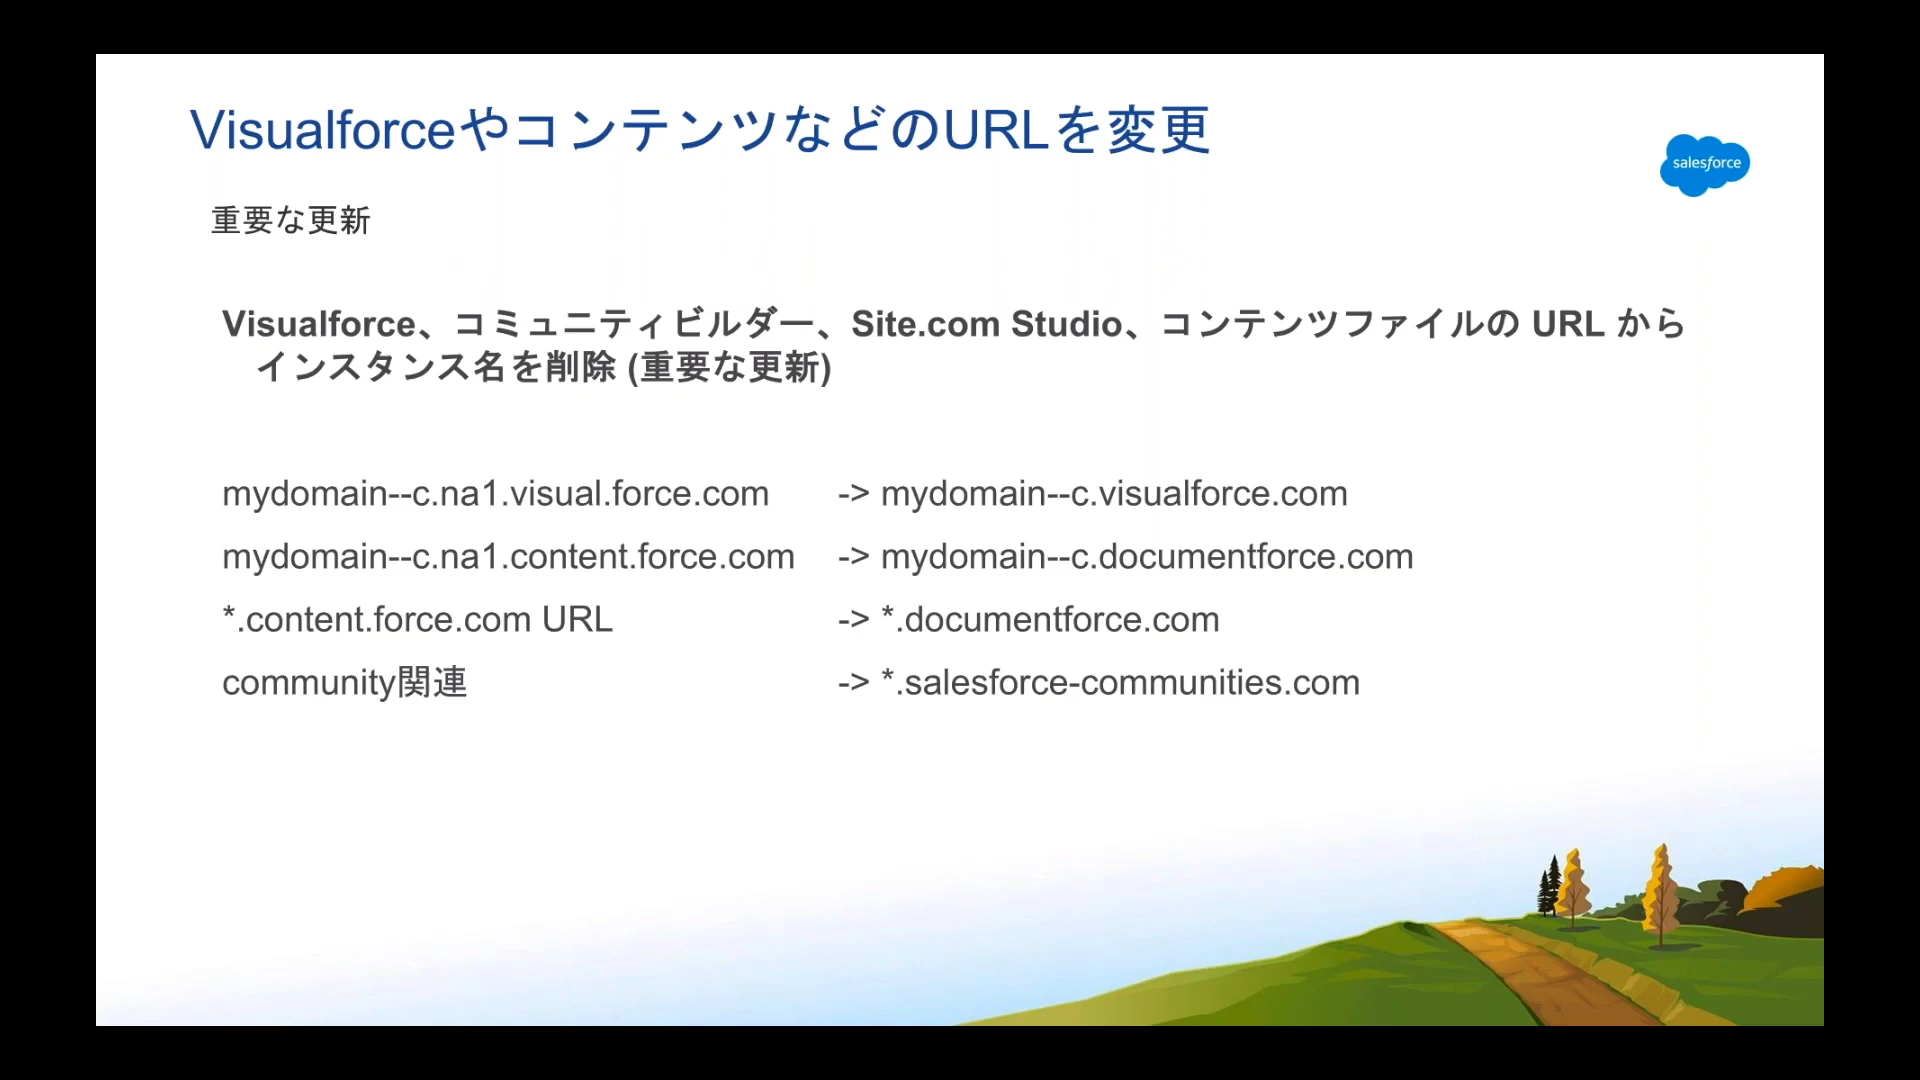 VisualforceやコンテンツなどのURLを変更
salesforce
重要な更新
Visualforce、コミュニティビルダー、Site.com Studio、コンテンツファイルの URL から
インスタンス名を削除 (重要な更新)
mydomain--c.na1.visual.force.com -> mydomain--c.visualforce.com
mydomain--c.na1.content.force.com -> mydomain--c.documentforce.com
*.content.force.com URL -> *.documentforce.com
community関連 -> *.salesforce-communities.com